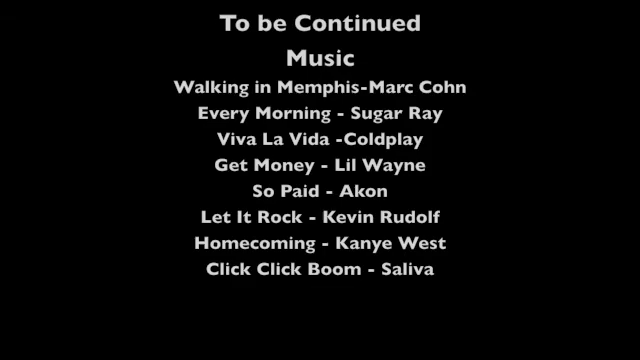 To be Continued
Music
Walking in Memphis-Marc Cohn
Every Morning - Sugar Ray
Viva La Vida -Coldplay
Get Money - Lil Wayne
So Paid - Akon
Let It Rock - Kevin Rudolf
Homecoming - Kanye West
Click Click Boom - Saliva